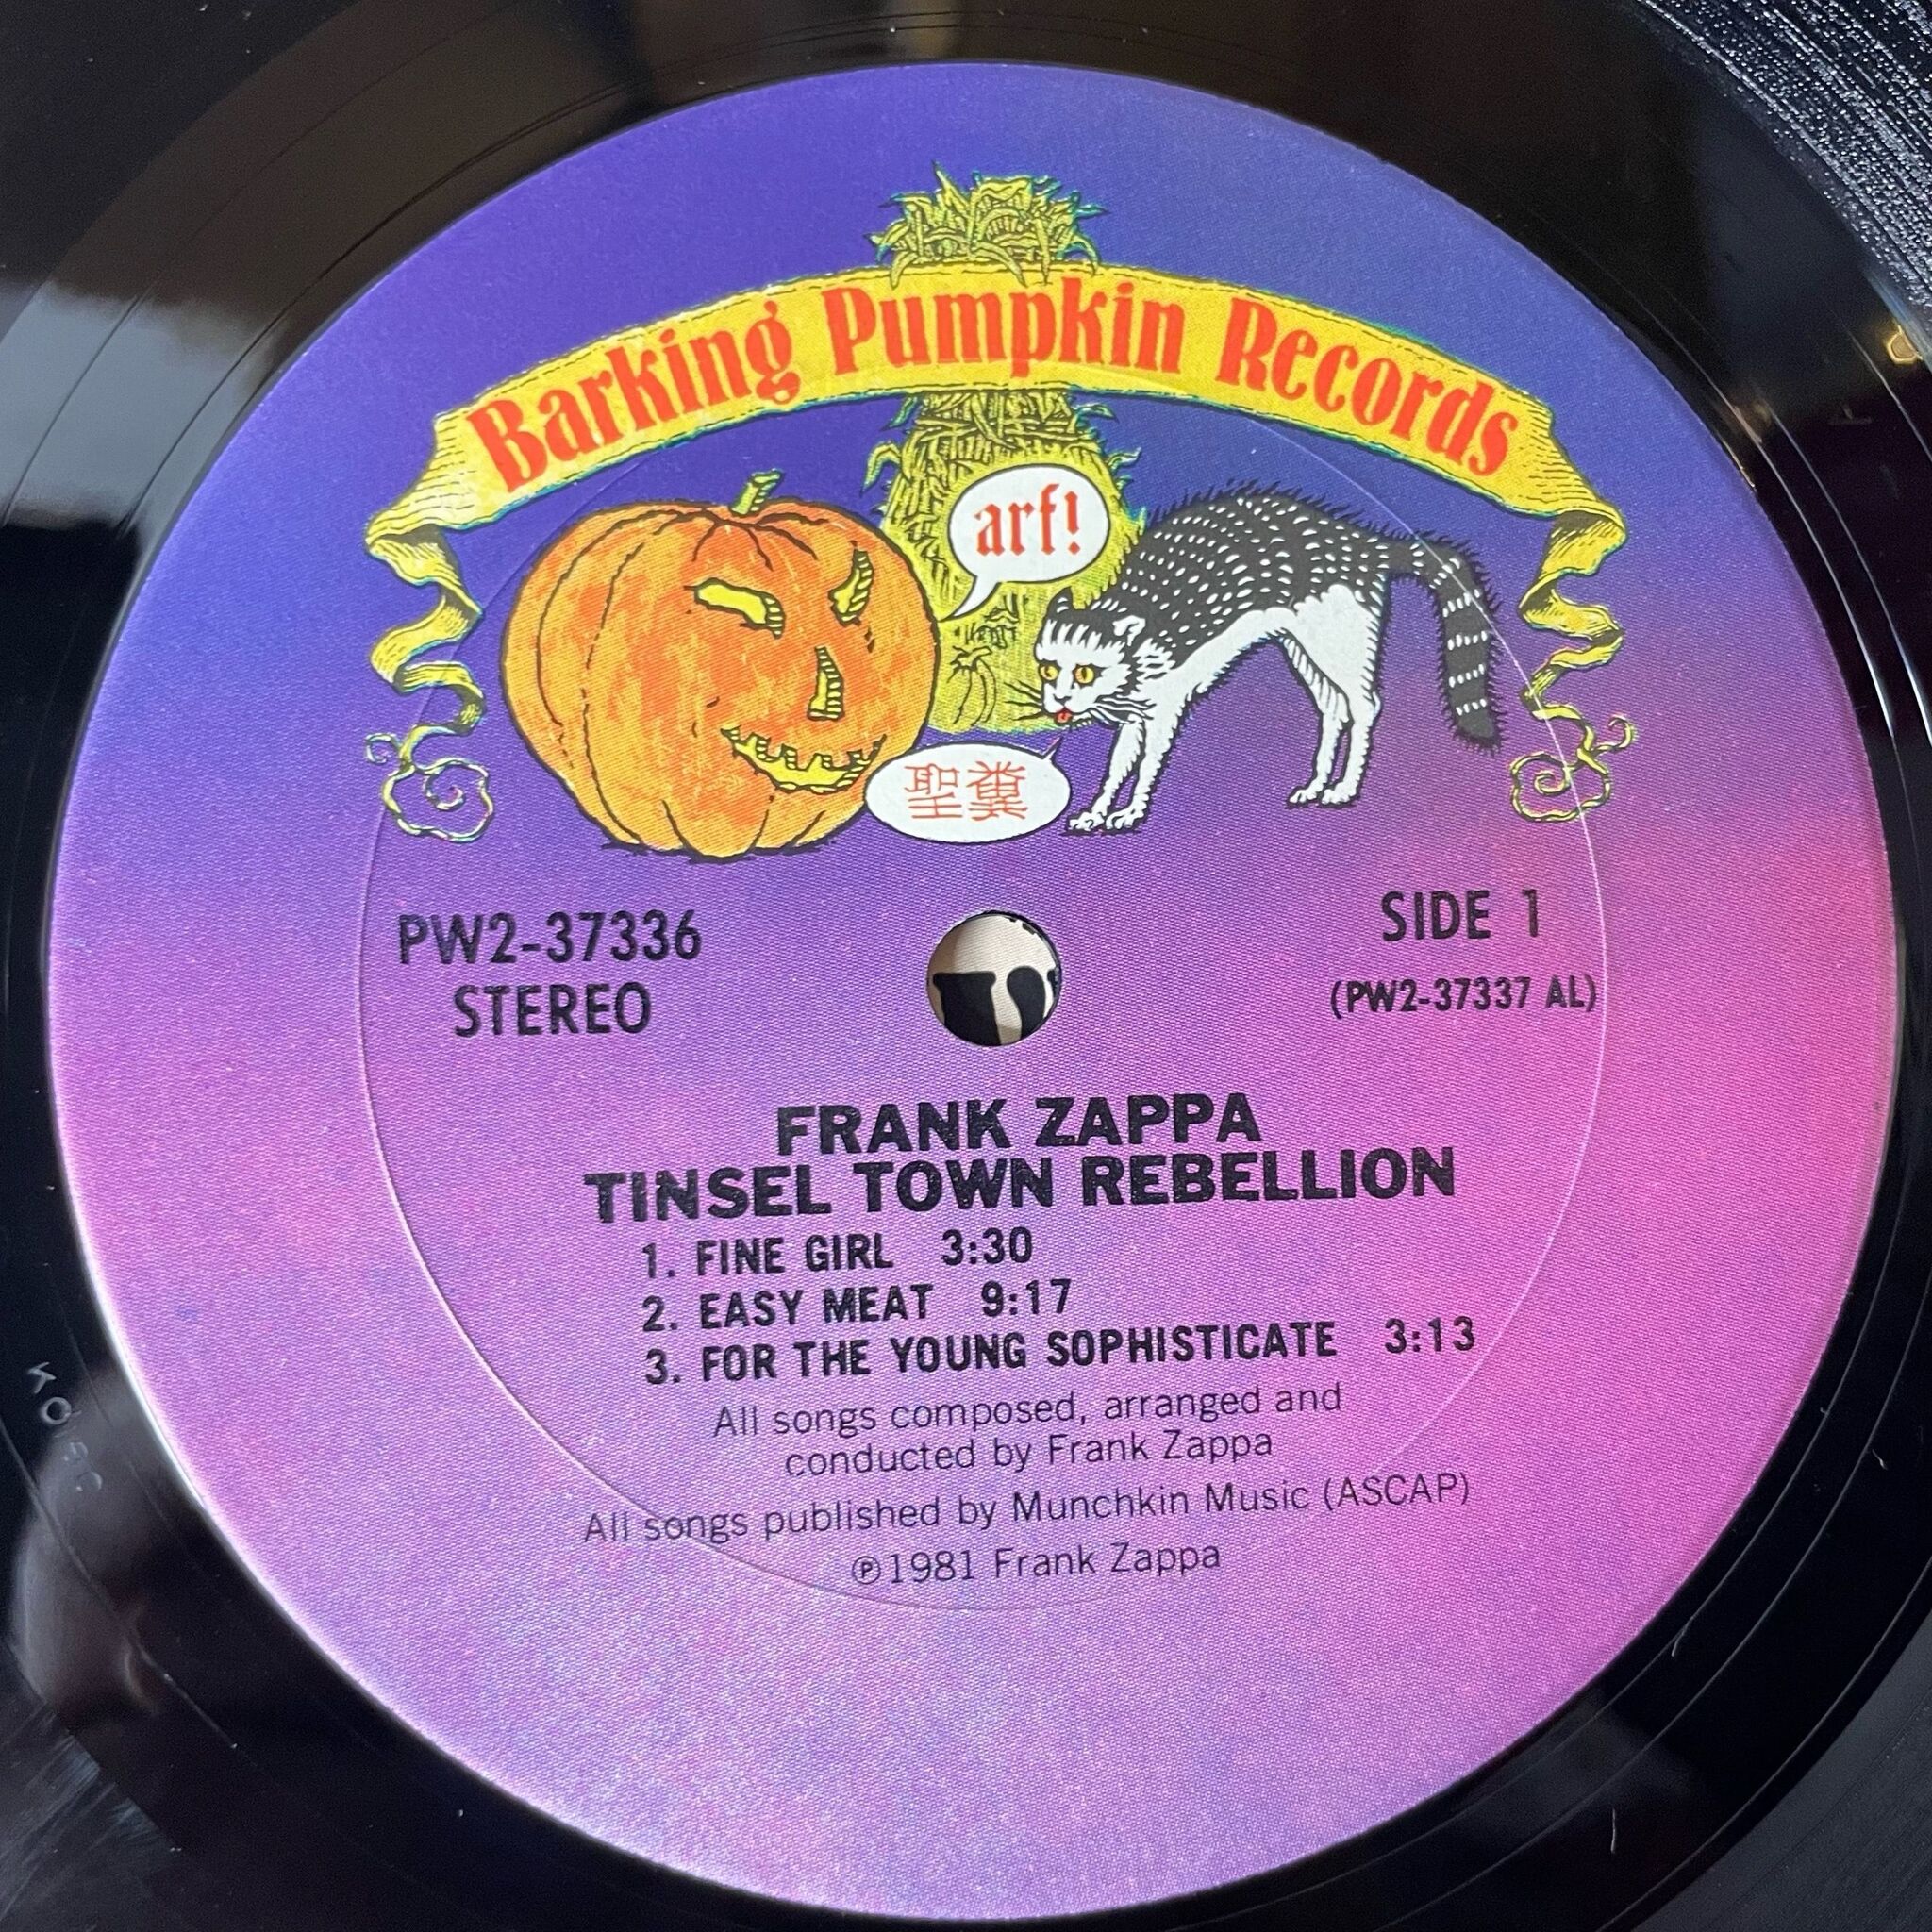 Barking Pumpkin Records
arf!
聖糞
PW2-37336
STEREO
SIDE 1
(PW2-37337 AL)
FRANK ZAPPA
TINSEL TOWN REBELLION
1. FINE GIRL 3:30
2. EASY MEAT 9:17
3. FOR THE YOUNG SOPHISTICATE 3:13
All songs composed, arranged and
conducted by Frank Zappa
All songs published by Munchkin Music (ASCAP)
℗1981 Frank Zappa